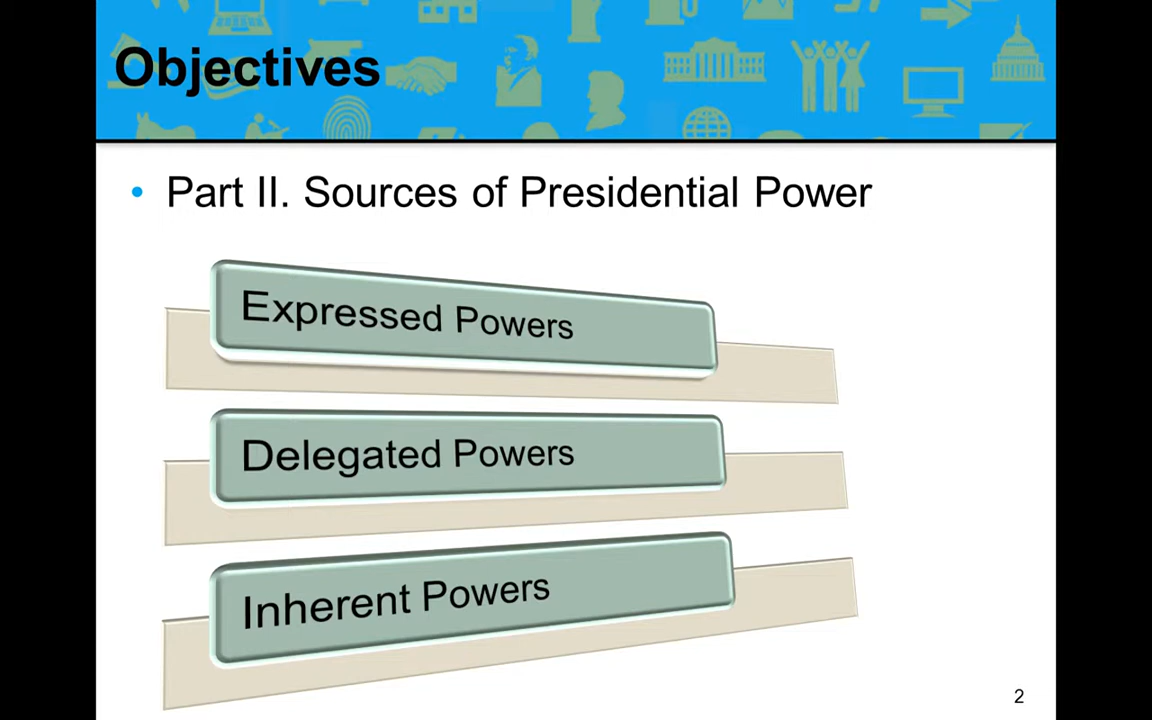 Objectives
• Part II. Sources of Presidential Power
Expressed Powers
Delegated Powers
Inherent Powers
2